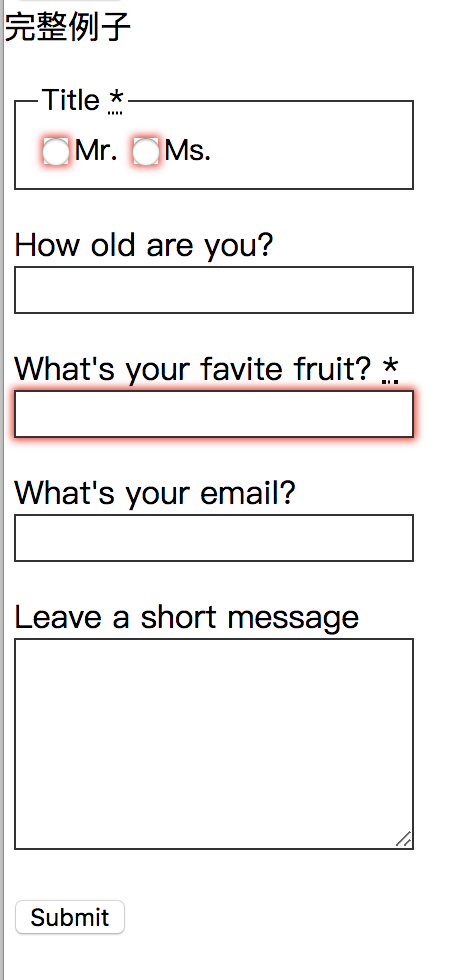 完整例子
Title *
Mr. Ms.
How old are you?
What's your favite fruit? *
What's your email?
Leave a short message
Submit